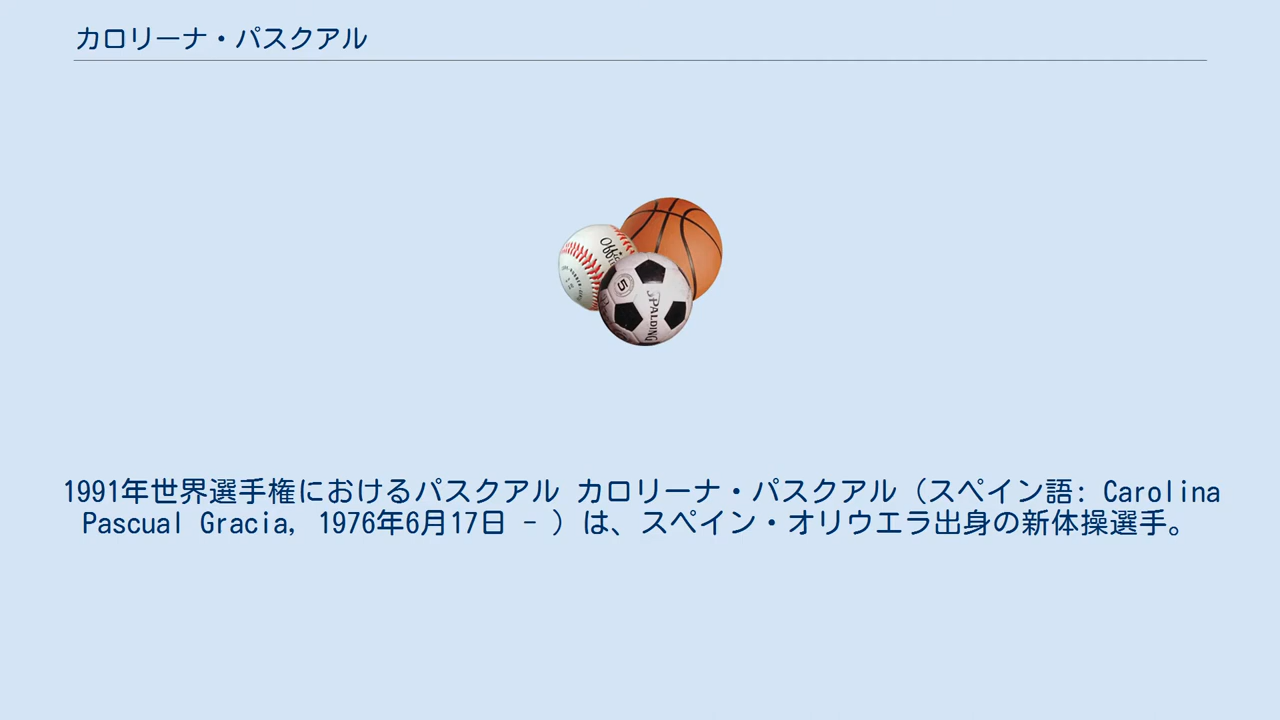 カロリーナ・パスクアル
Offic
5
SPALDING
1991年世界選手権におけるパスクアル カロリーナ・パスクアル（スペイン語: Carolina
Pascual Gracia, 1976年6月17日 - ）は、スペイン・オリウエラ出身の新体操選手。